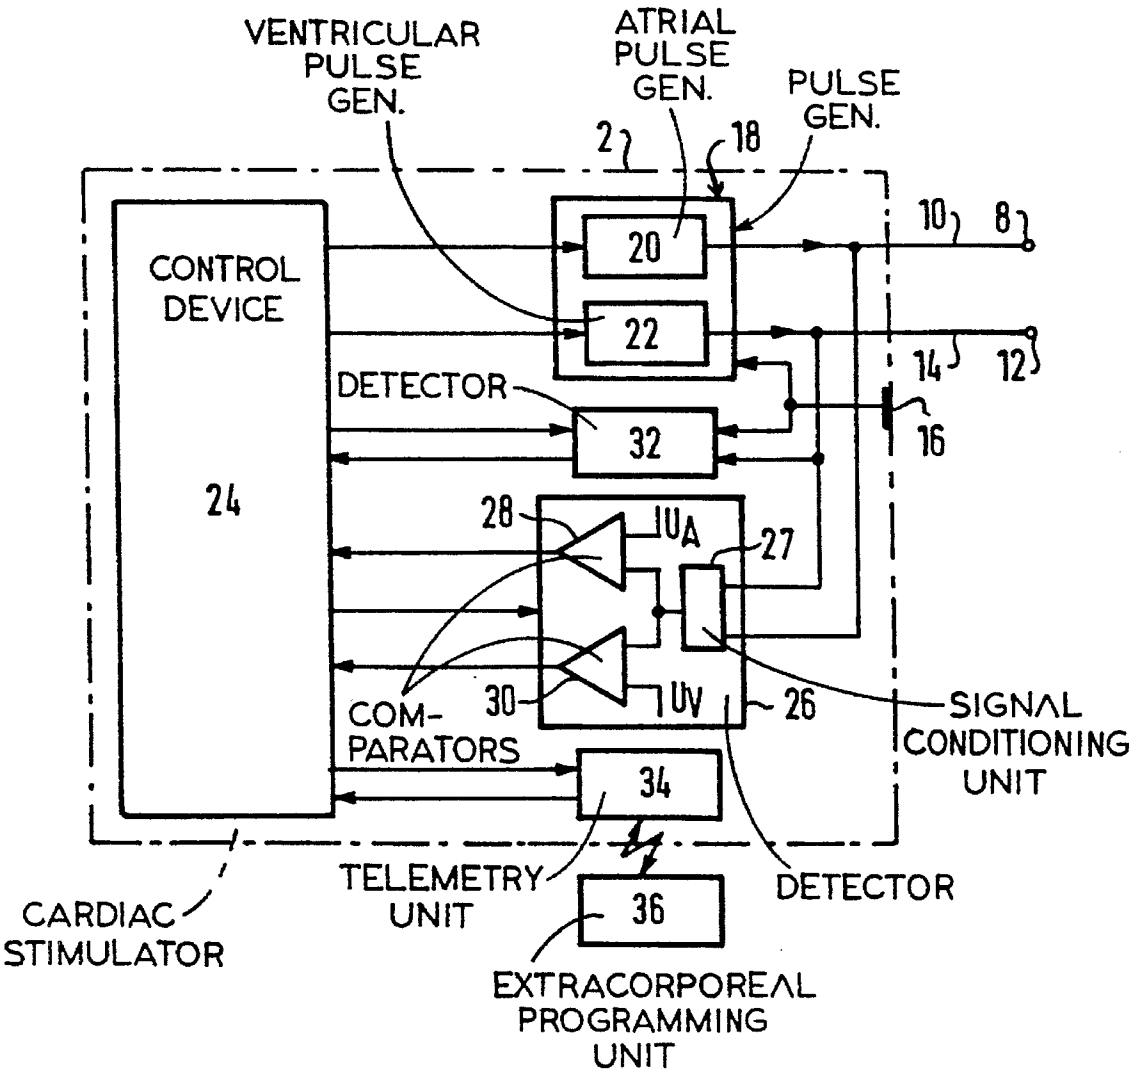 VENTRICULAR
PULSE
GEN.
ATRIAL
PULSE
GEN.
PULSE
GEN.
2
18
10
8
CONTROL
DEVICE
20
22
14
12
DETECTOR
32
16
24
28
UA
27
30
UV
26
COM-
PARATORS
SIGNAL
CONDITIONING
UNIT
34
TELEMETRY
UNIT
DETECTOR
36
CARDIAC
STIMULATOR
EXTRACORPOREAL
PROGRAMMING
UNIT